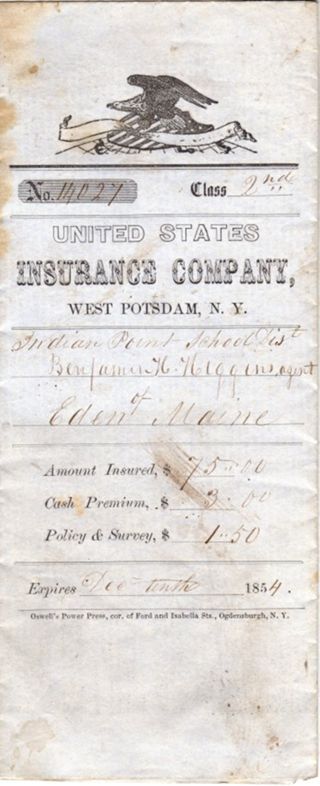 No. 14027 Class 2nd
UNITED STATES
INSURANCE COMPANY,
WEST POTSDAM, N. Y.
Indian Point School Dist
Benjamin H. Higgins, agent
of
Eden Maine
Amount Insured, $ 75.00
Cash Premium, $ 3.00
Policy & Survey, $ 1.50
Expires Dec tenth 1854.
Oswell's Power Press, cor. of Ford and Isabella Sts., Ogdensburgh, N. Y.